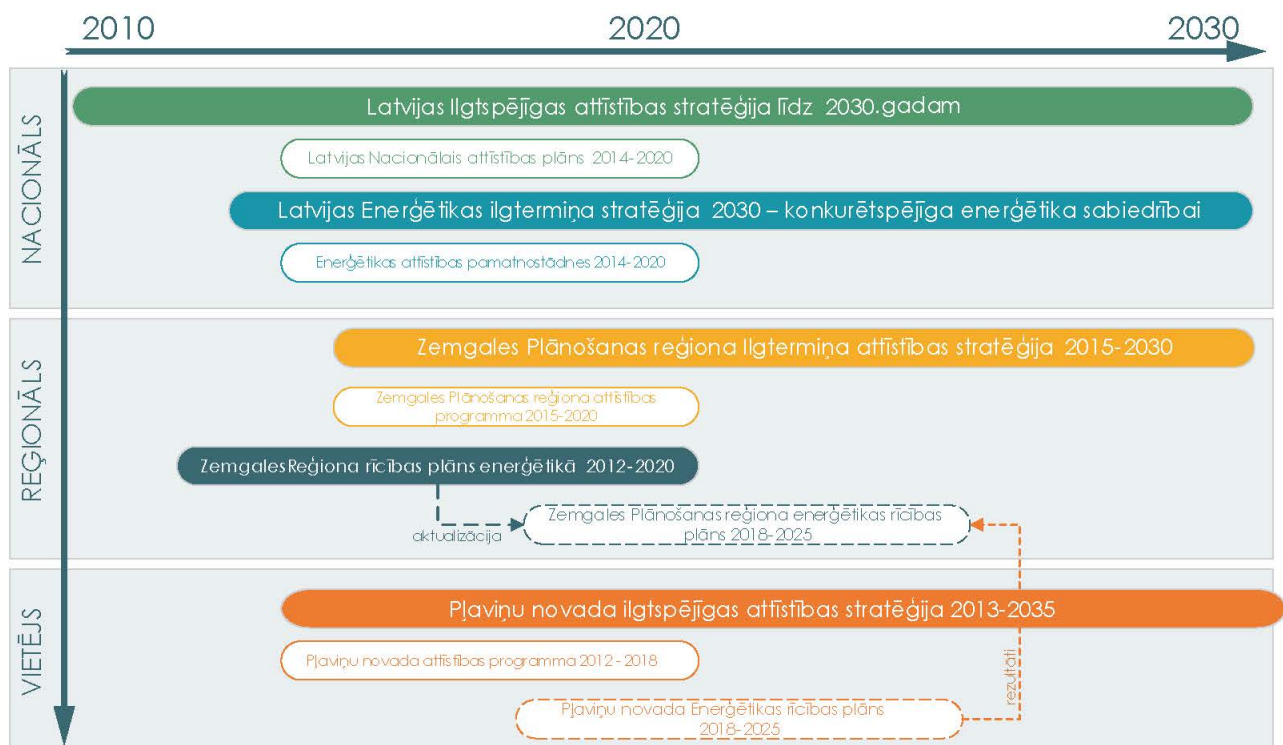 2010 2020 2030
NACIONĀLS
Latvijas Ilgtspējīgas attīstības stratēģija līdz 2030.gadam
Latvijas Nacionālais attīstības plāns 2014-2020
Latvijas Enerģētikas ilgtermiņa stratēģija 2030 – konkurētspējīga enerģētika sabiedrībai
Enerģētikas attīstības pamatnostādnes 2014-2020
REĢIONĀLS
Zemgales Plānošanas reģiona Ilgtermiņa attīstības stratēģija 2015-2030
Zemgales Plānošanas reģiona attīstības
programma 2015-2020
ZemgalesReģiona rīcības plāns enerģētikā 2012-2020
aktualizācija
Zemgales Plānošanas reģiona enerģētikas rīcības
plāns 2018-2025
VIETĒJS
Pļaviņu novada ilgtspējīgas attīstības stratēģija 2013-2035
Pļaviņu novada attīstības programma 2012 - 2018
Pļaviņu novada Enerģētikas rīcības plāns
2018-2025
rezultāti